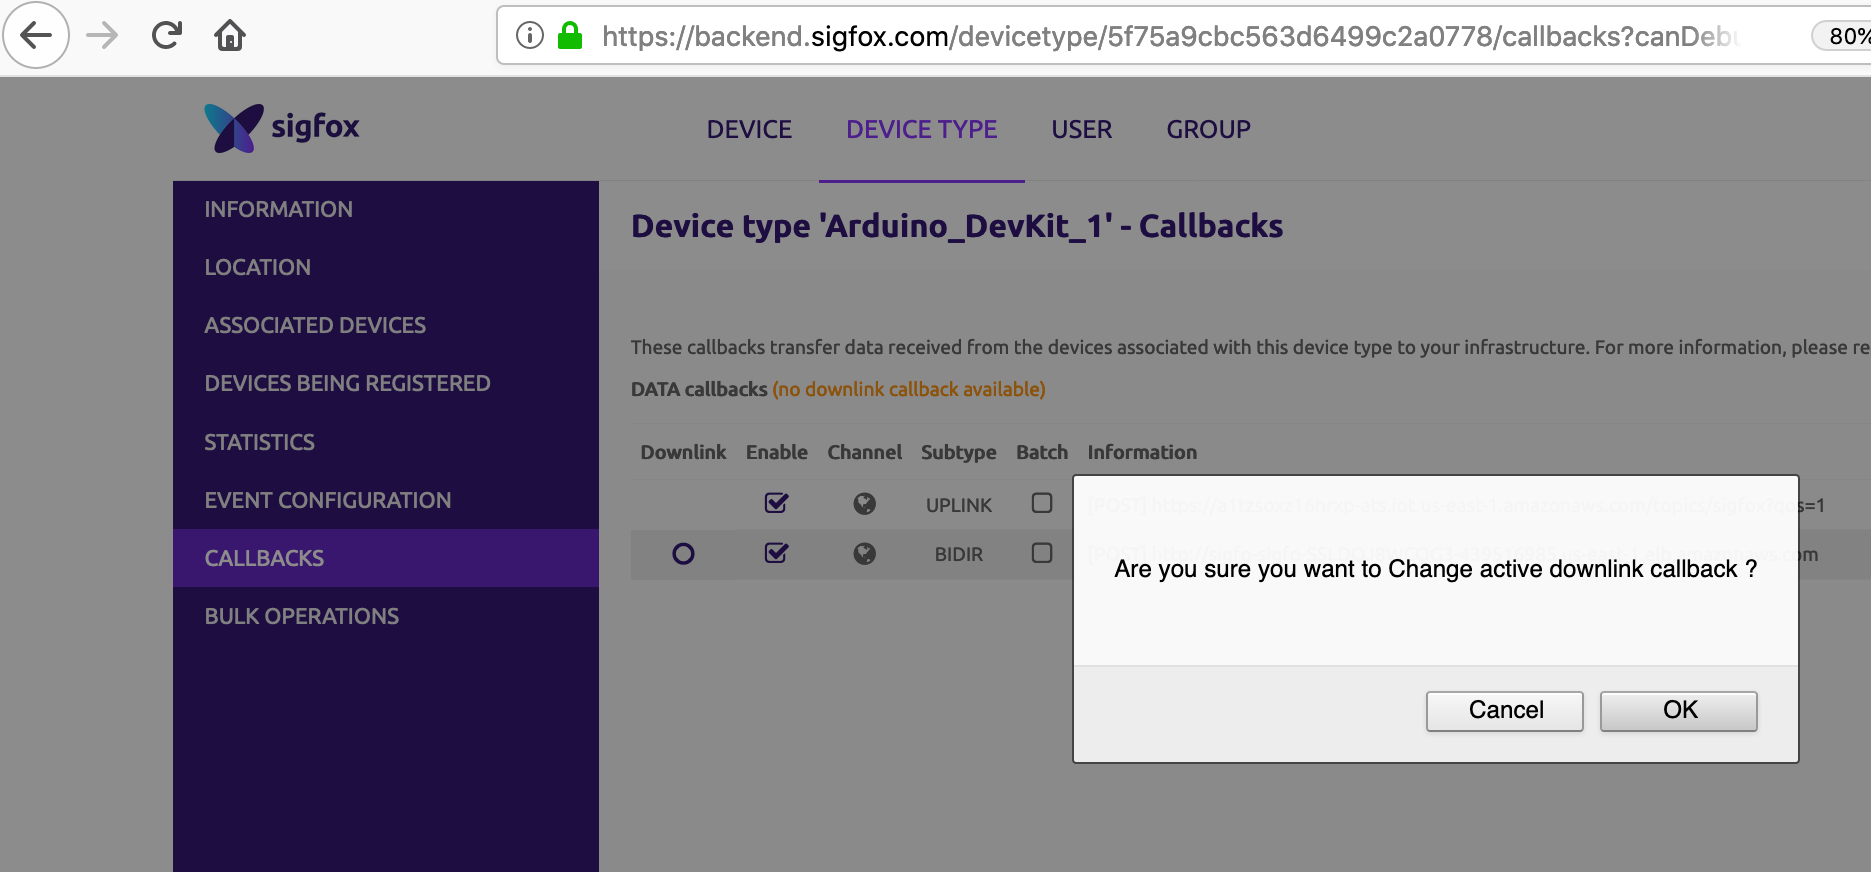 https://backend.sigfox.com/devicetype/5f75a9cbc563d6499c2a0778/callbacks?canDebu
80%
sigfox
DEVICE
DEVICE TYPE
USER
GROUP
INFORMATION
LOCATION
ASSOCIATED DEVICES
DEVICES BEING REGISTERED
STATISTICS
EVENT CONFIGURATION
CALLBACKS
BULK OPERATIONS
Device type 'Arduino_DevKit_1' - Callbacks
These callbacks transfer data received from the devices associated with this device type to your infrastructure. For more information, please re
DATA callbacks (no downlink callback available)
Downlink Enable Channel Subtype Batch Information
UPLINK [POST]
BIDIR [POST]
Are you sure you want to Change active downlink callback ?
Cancel OK